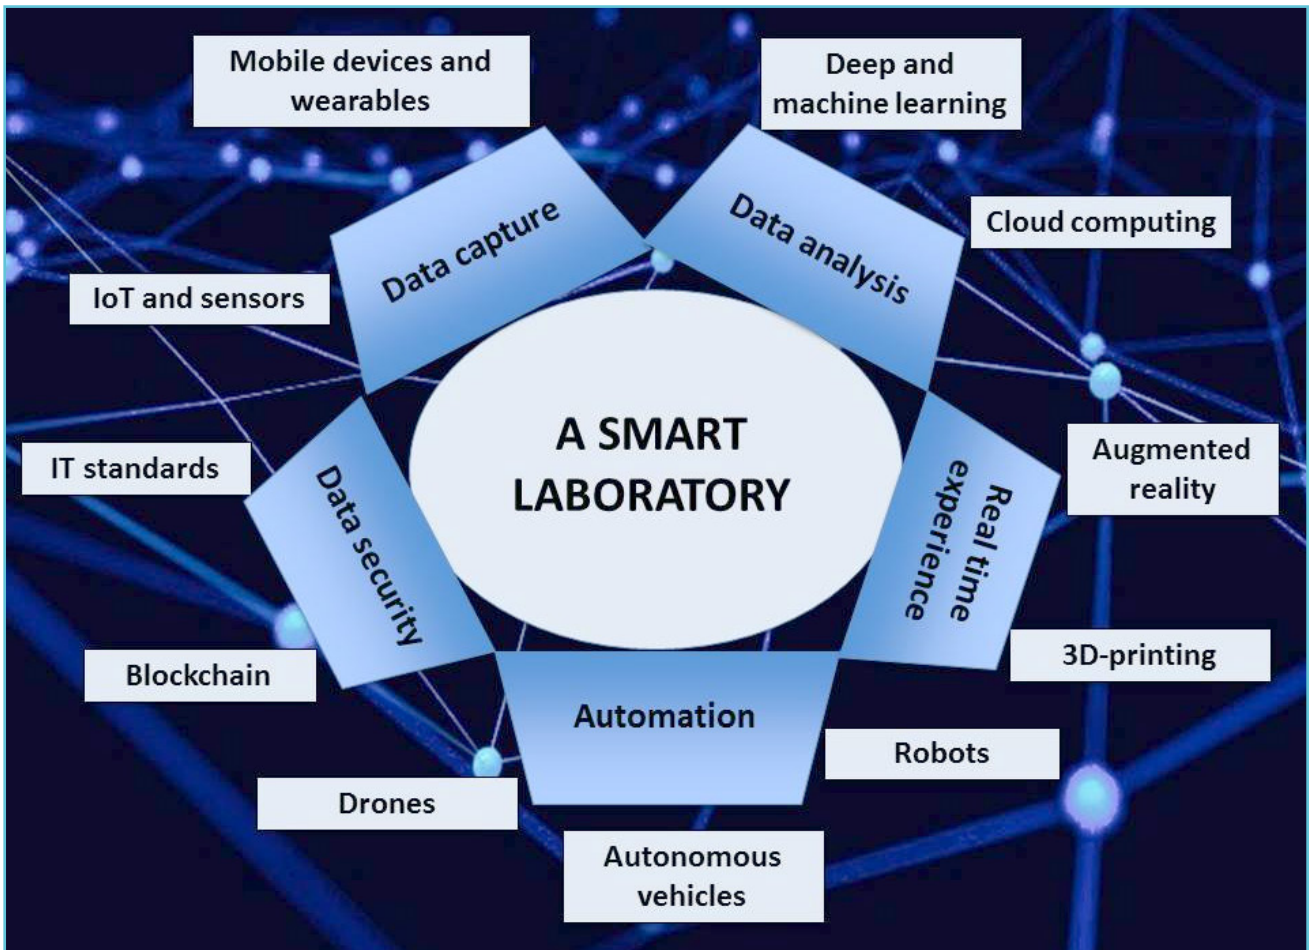 Mobile devices and
wearables
Deep and
machine learning
Data capture
Data analysis
Cloud computing
IoT and sensors
A SMART
LABORATORY
IT standards
Data security
Real time
experience
Augmented
reality
Blockchain
3D-printing
Automation
Robots
Drones
Autonomous
vehicles